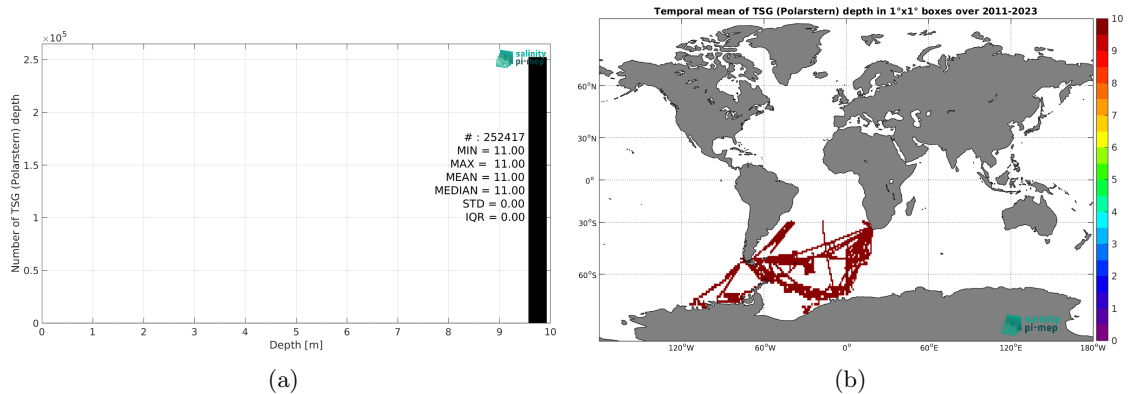 ×10⁵
2.5
2
1.5
1
0.5
0
Number of TSG (Polarstern) depth
salinity
pi-mep
# : 252417
MIN = 11.00
MAX = 11.00
MEAN = 11.00
MEDIAN = 11.00
STD = 0.00
IQR = 0.00
0 1 2 3 4 5 6 7 8 9 10
Depth [m]
(a)
Temporal mean of TSG (Polarstern) depth in 1°x1° boxes over 2011-2023
60°N
30°N
0°
30°S
60°S
120°W 60°W 0° 60°E 120°E 180°W
salinity
pi-mep
10
9
8
7
6
5
4
3
2
1
0
(b)